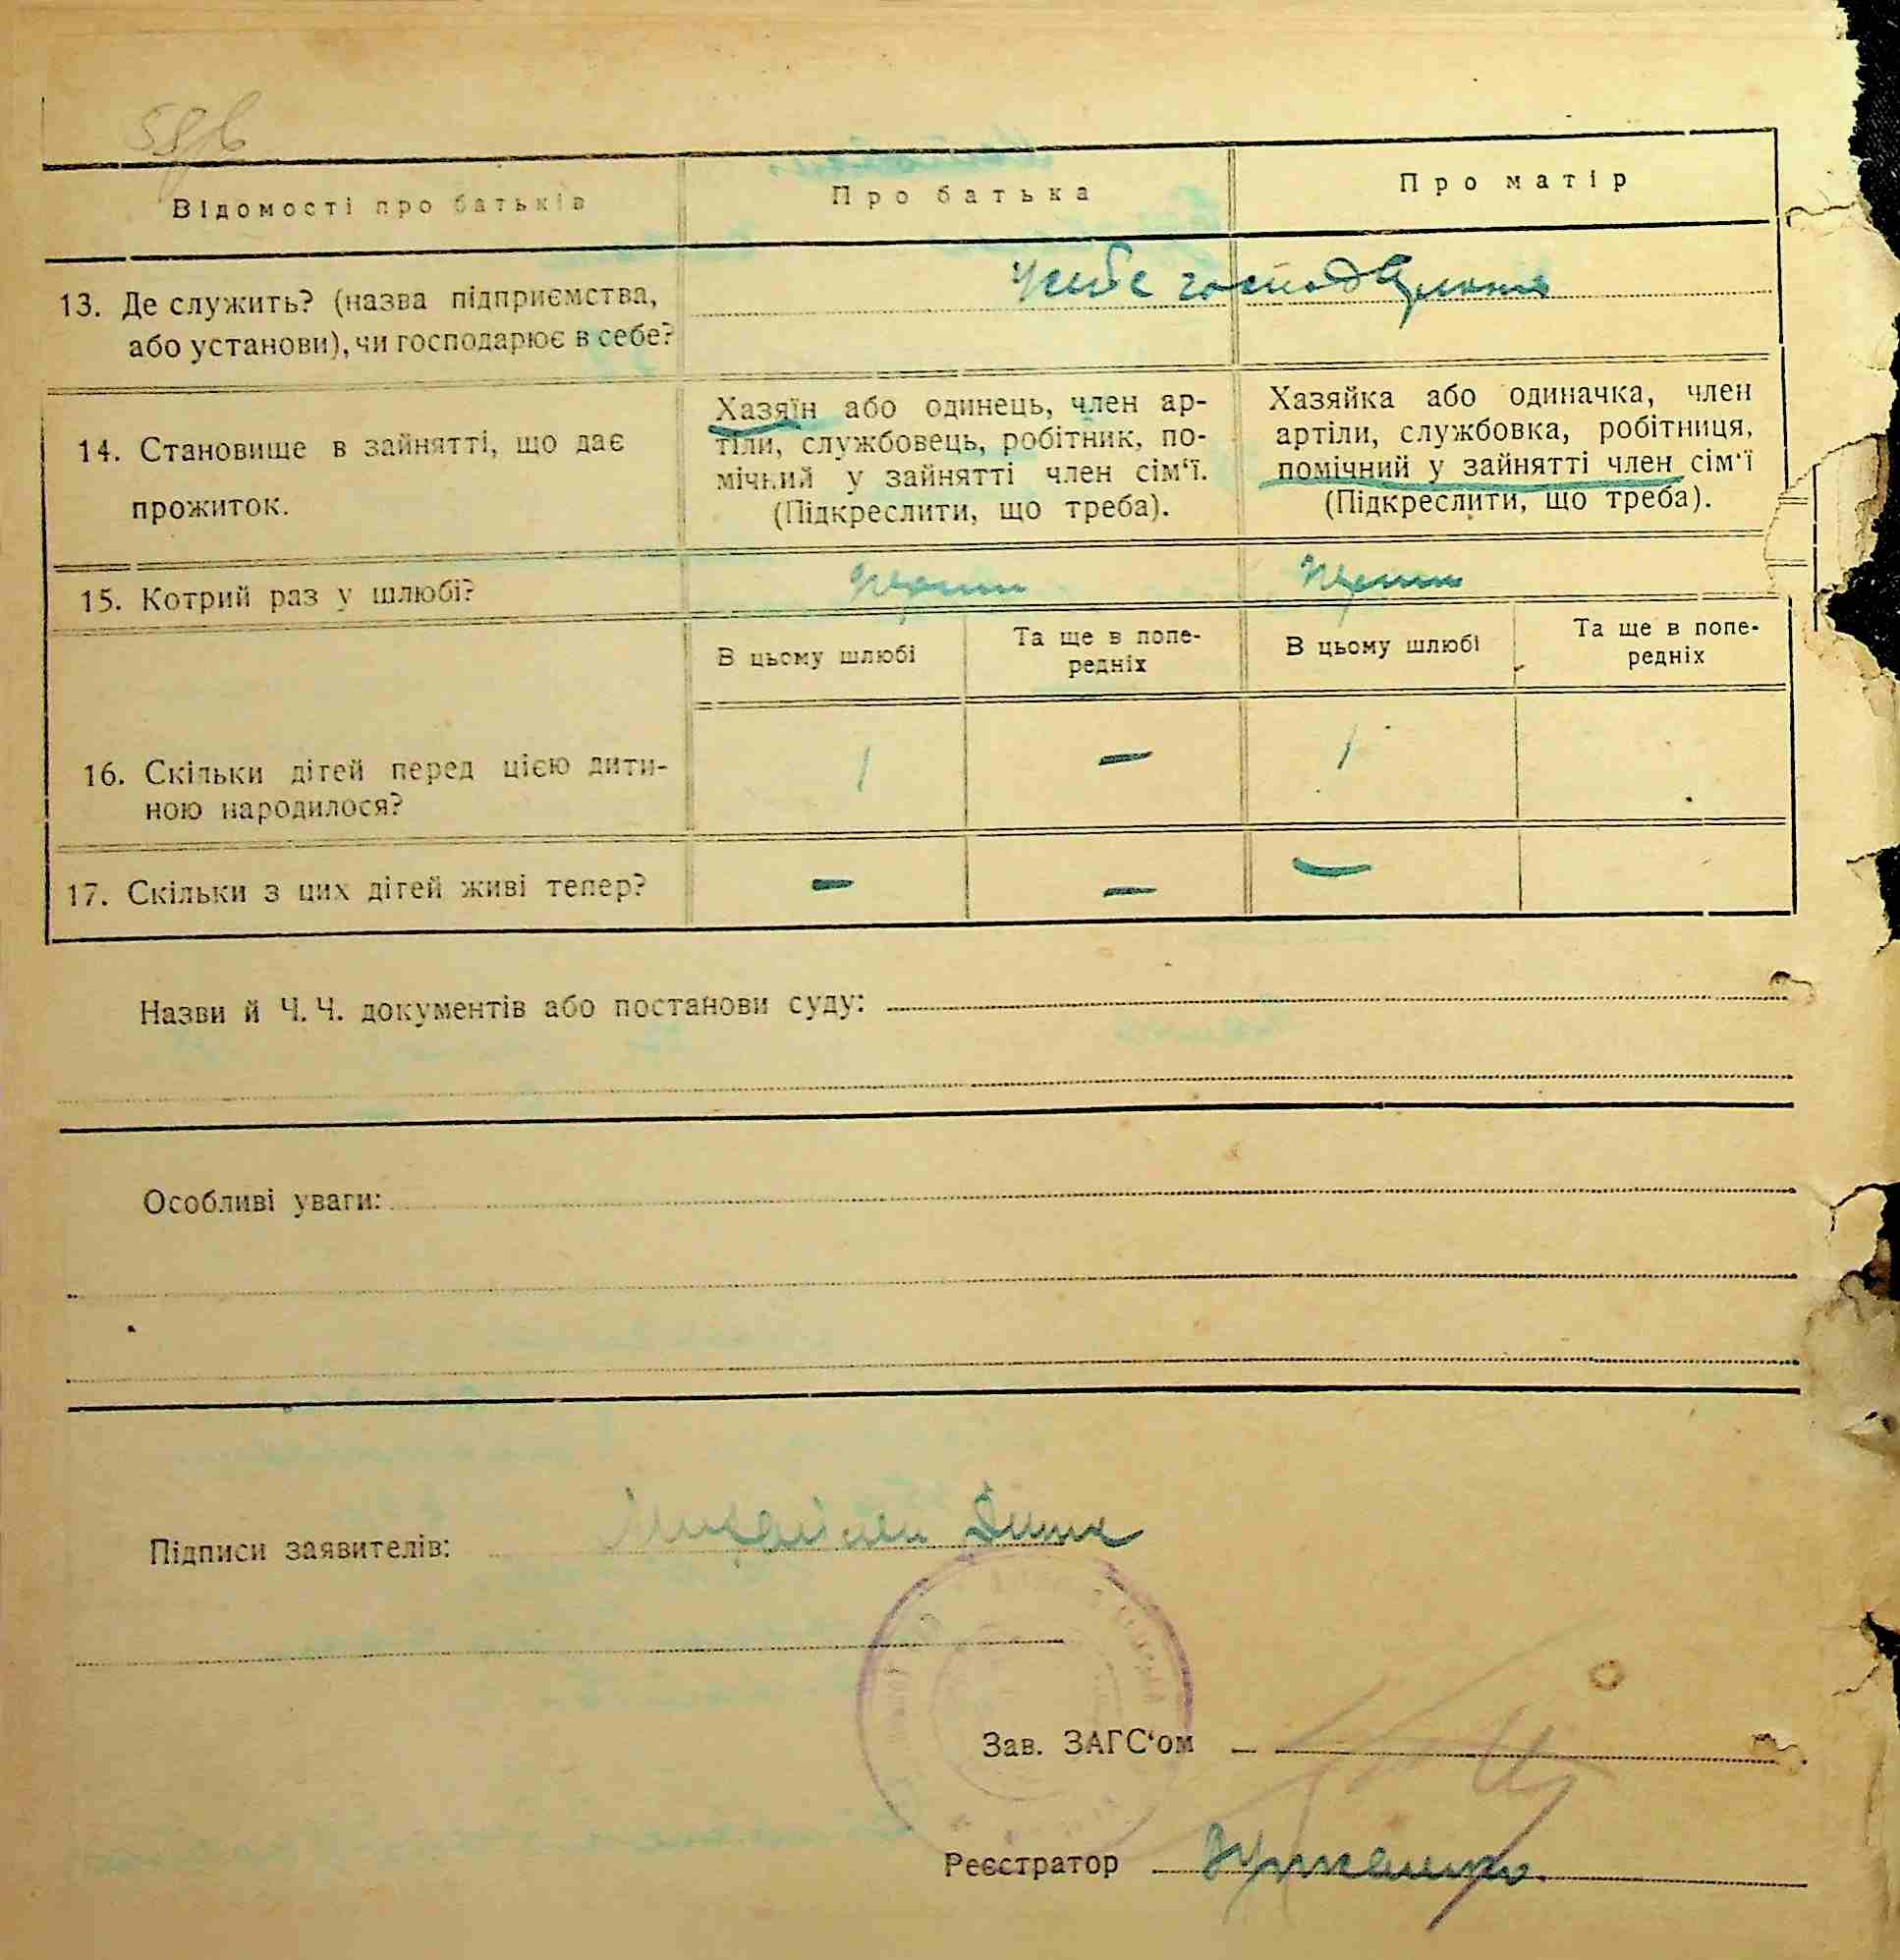 Відомості про батьків
Про батька
Про матір
13. Де служить? (назва підприємства,
або установи), чи господарює в себе?
У себе господарюють
14. Становище в зайнятті, що дає
прожиток.
Хазяїн або одинець, член ар-
тіли, службовець, робітник, по-
мічний у зайнятті член сім‘ї.
(Підкреслити, що треба).
Хазяйка або одиначка, член
артіли, службовка, робітниця,
помічний у зайнятті член сім‘ї
(Підкреслити, що треба).
15. Котрий раз у шлюбі?
В цьому шлюбі
Та ще в попе-
редніх
В цьому шлюбі
Та ще в попе-
редніх
16. Скільки дітей перед цією дити-
ною народилося?
1 — 1
17. Скільки з цих дітей живі тепер?
— — —
Назви й Ч. Ч. документів або постанови суду:
Особливі уваги:
Підписи заявителів:
Зав. ЗАГС‘ом
Реєстратор